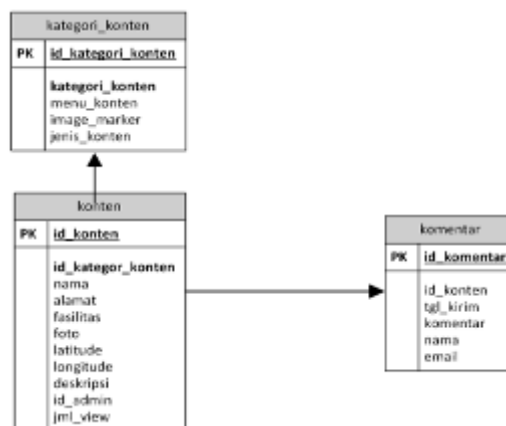 kategori_konten
PK id_kategori_konten
kategori_konten
menu_konten
image_marker
jenis_konten
konten
PK id_konten
id_kategor_konten
nama
alamat
fasilitas
foto
latitude
longitude
deskripsi
id_admin
jml_view
komentar
PK id_komentar
id_konten
tgl_kirim
komentar
nama
email